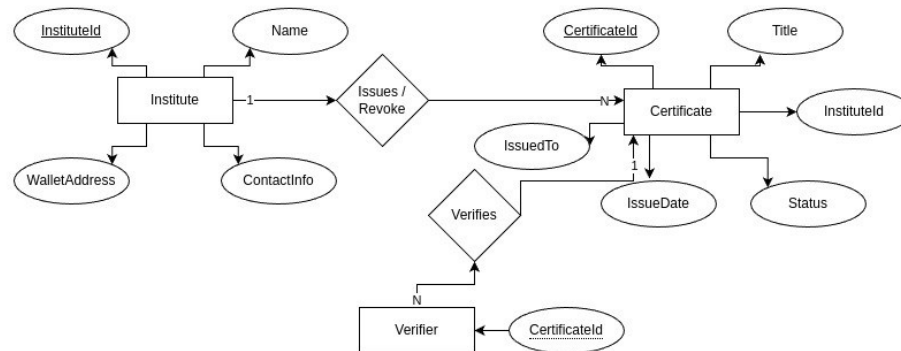 InstituteId
Name
CertificateId
Title
Institute
1
Issues /
Revoke
N
Certificate
InstituteId
IssuedTo
WalletAddress
ContactInfo
1
Verifies
IssueDate
Status
N
Verifier
CertificateId